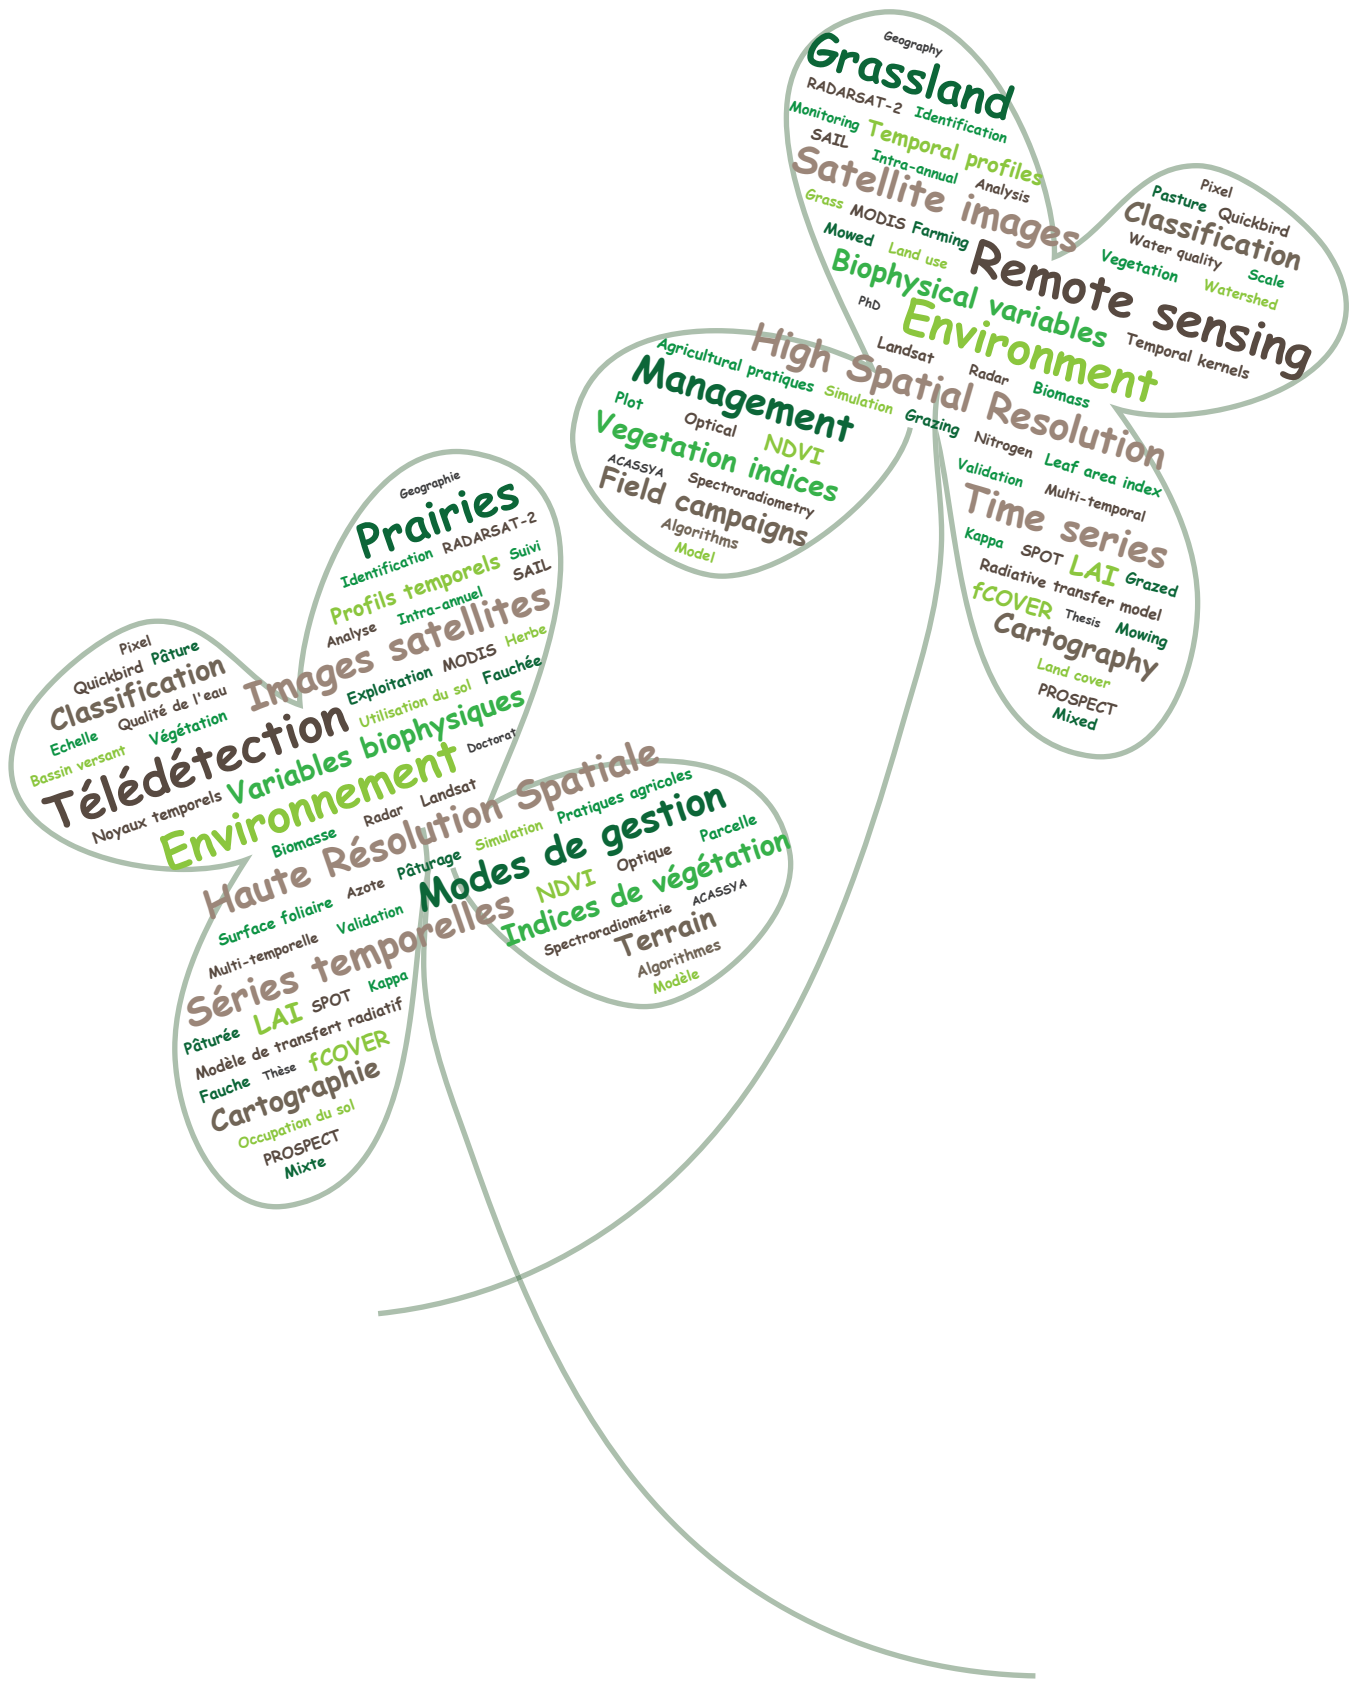 Geography
Grassland
RADARSAT-2
Identification
Monitoring
Temporal profiles
SAIL
Intra-annual
Analysis
Satellite images
Grass
MODIS
Farming
Mowed
Land use
Biophysical variables
PhD
Pixel
Pasture
Quickbird
Classification
Water quality
Scale
Vegetation
Watershed
Remote sensing
Environment
Temporal kernels
Landsat
Radar
Biomass
High Spatial Resolution
Agricultural pratiques
Management
Simulation
Grazing
Plot
Optical
NDVI
Vegetation indices
ACASSYA
Spectroradiometry
Field campaigns
Algorithms
Model
Nitrogen
Leaf area index
Validation
Multi-temporal
Time series
Kappa
SPOT
LAI
Grazed
Radiative transfer model
fCOVER
Thesis
Mowing
Cartography
Land cover
PROSPECT
Mixed
Geographie
Prairies
RADARSAT-2
Identification
Suivi
Profils temporels
SAIL
Intra-annuel
Analyse
Images satellites
Herbe
MODIS
Exploitation
Fauchée
Utilisation du sol
Variables biophysiques
Doctorat
Pixel
Pâture
Quickbird
Classification
Qualité de l'eau
Echelle
Végétation
Bassin versant
Télédétection
Noyaux temporels
Environnement
Landsat
Radar
Biomasse
Haute Résolution Spatiale
Pratiques agricoles
Simulation
Pâturage
Modes de gestion
Parcelle
Optique
NDVI
Indices de végétation
ACASSYA
Spectroradiométrie
Terrain
Algorithmes
Modèle
Azote
Surface foliaire
Validation
Multi-temporelle
Séries temporelles
Kappa
SPOT
LAI
Pâturée
Modèle de transfert radiatif
fCOVER
Thèse
Fauche
Cartographie
Occupation du sol
PROSPECT
Mixte